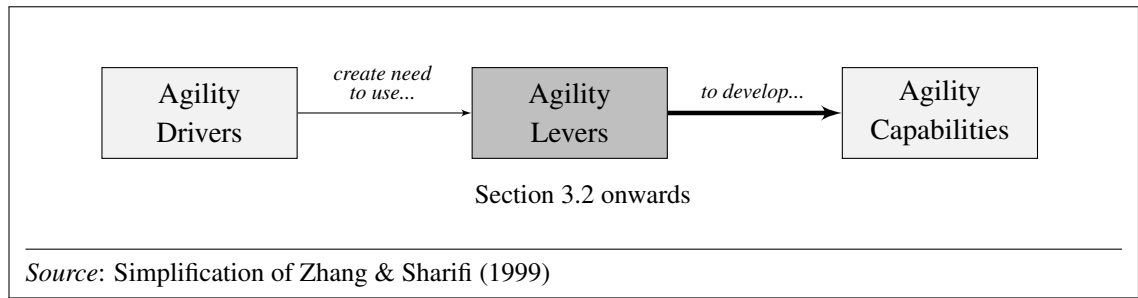 Agility
Drivers
create need
to use...
Agility
Levers
to develop...
Agility
Capabilities
Section 3.2 onwards
Source: Simplification of Zhang & Sharifi (1999)